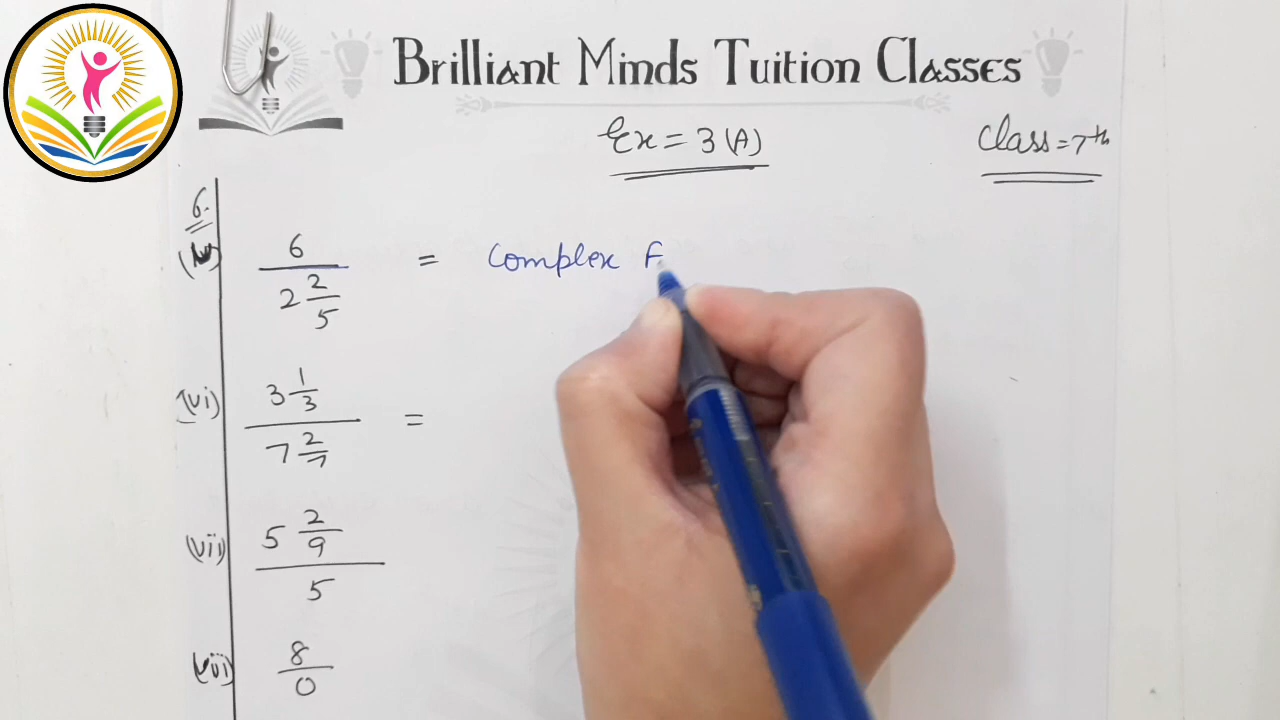 Brilliant Minds Tuition Classes
Ex = 3(A)
Class = 7th
6.
6 / 2 2/5 = Complex F
(vi) 3 1/3 / 7 2/7 =
(vii) 5 2/9 / 5
8/0